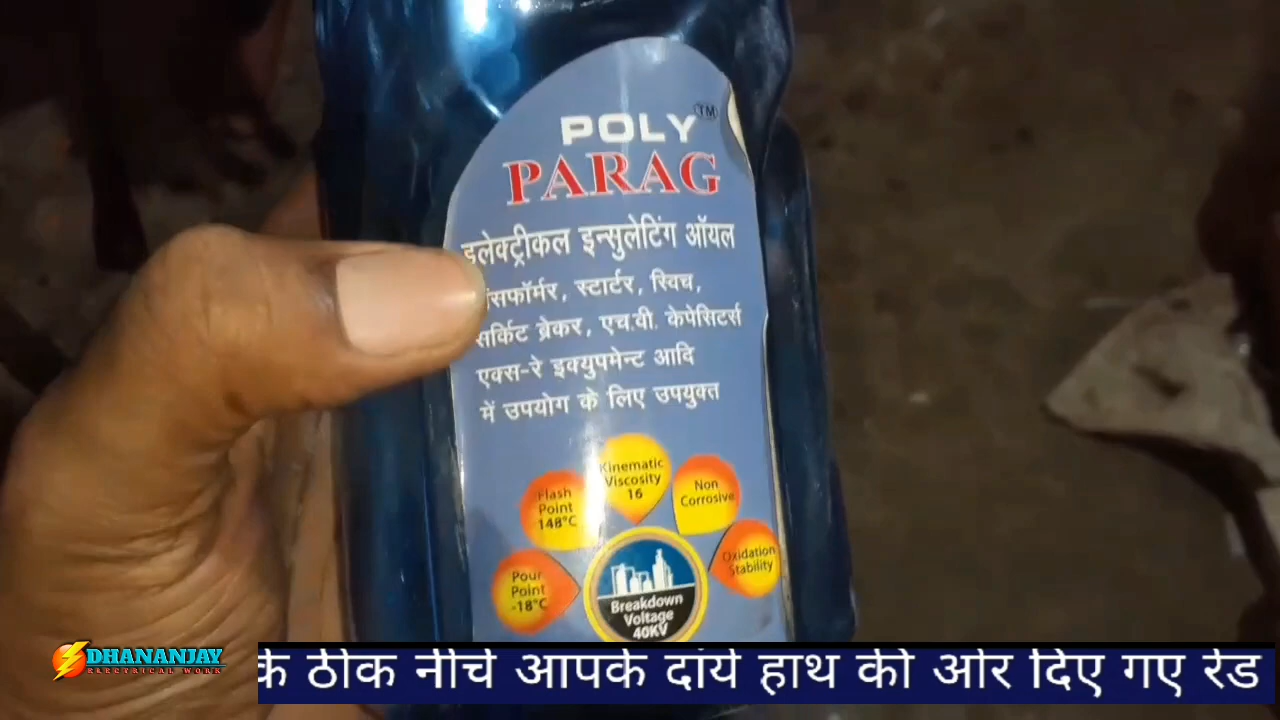 POLY TM
PARAG
इलेक्ट्रीकल इन्सुलेटिंग ऑयल
स्टार्टर, स्विच,
सर्किट ब्रेकर, एच.वी. केपेसिटर्स
एक्स-रे इक्युपमेन्ट आदि
में उपयोग के लिए उपयुक्त
Pour
Point
-18°C
Flash
Point
148°C
Kinematic
Viscosity
16
Non
Corrosive
Oxidation
Stability
Breakdown
Voltage
40KV
DHANANJAY
ELECTRICAL WORK
के ठीक नीचे आपके दांये हाथ की ओर दिए गए रेड